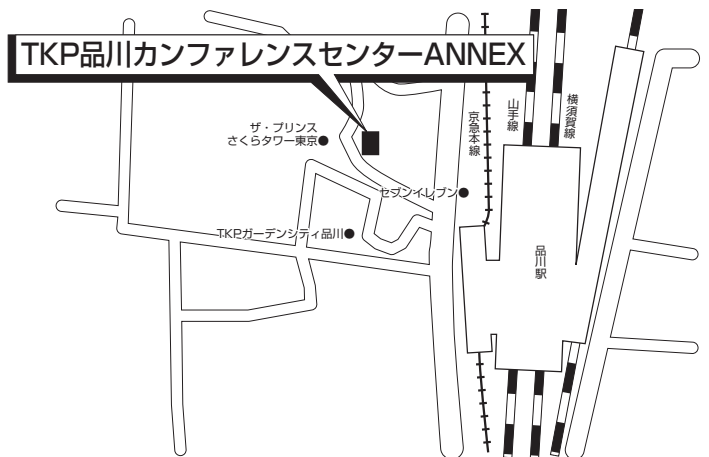 TKP品川カンファレンスセンターANNEX
ザ・プリンス
さくらタワー東京
セブンイレブン
TKPガーデンシティ品川
京急本線
山手線
横須賀線
品川駅